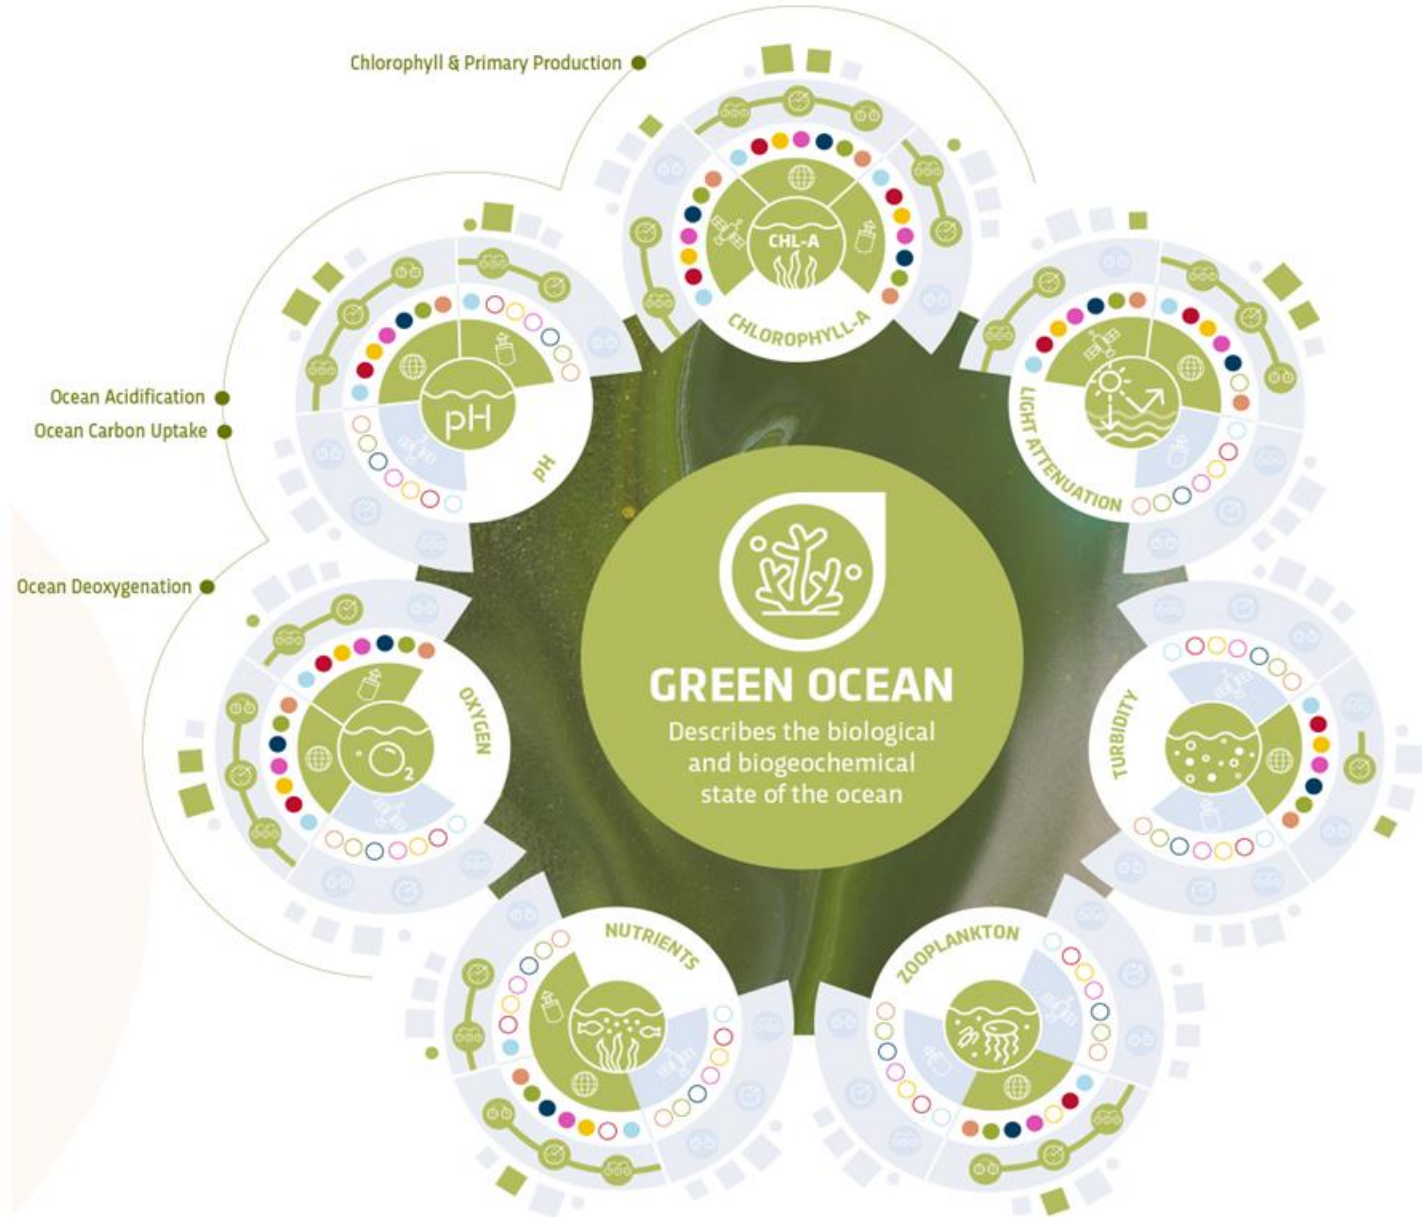 Chlorophyll & Primary Production
CHL-A
CHLOROPHYLL-A
pH
pH
LIGHT ATTENUATION
Ocean Acidification
Ocean Carbon Uptake
Ocean Deoxygenation
OXYGEN
O2
TURBIDITY
GREEN OCEAN
Describes the biological
and biogeochemical
state of the ocean
NUTRIENTS
ZOOPLANKTON